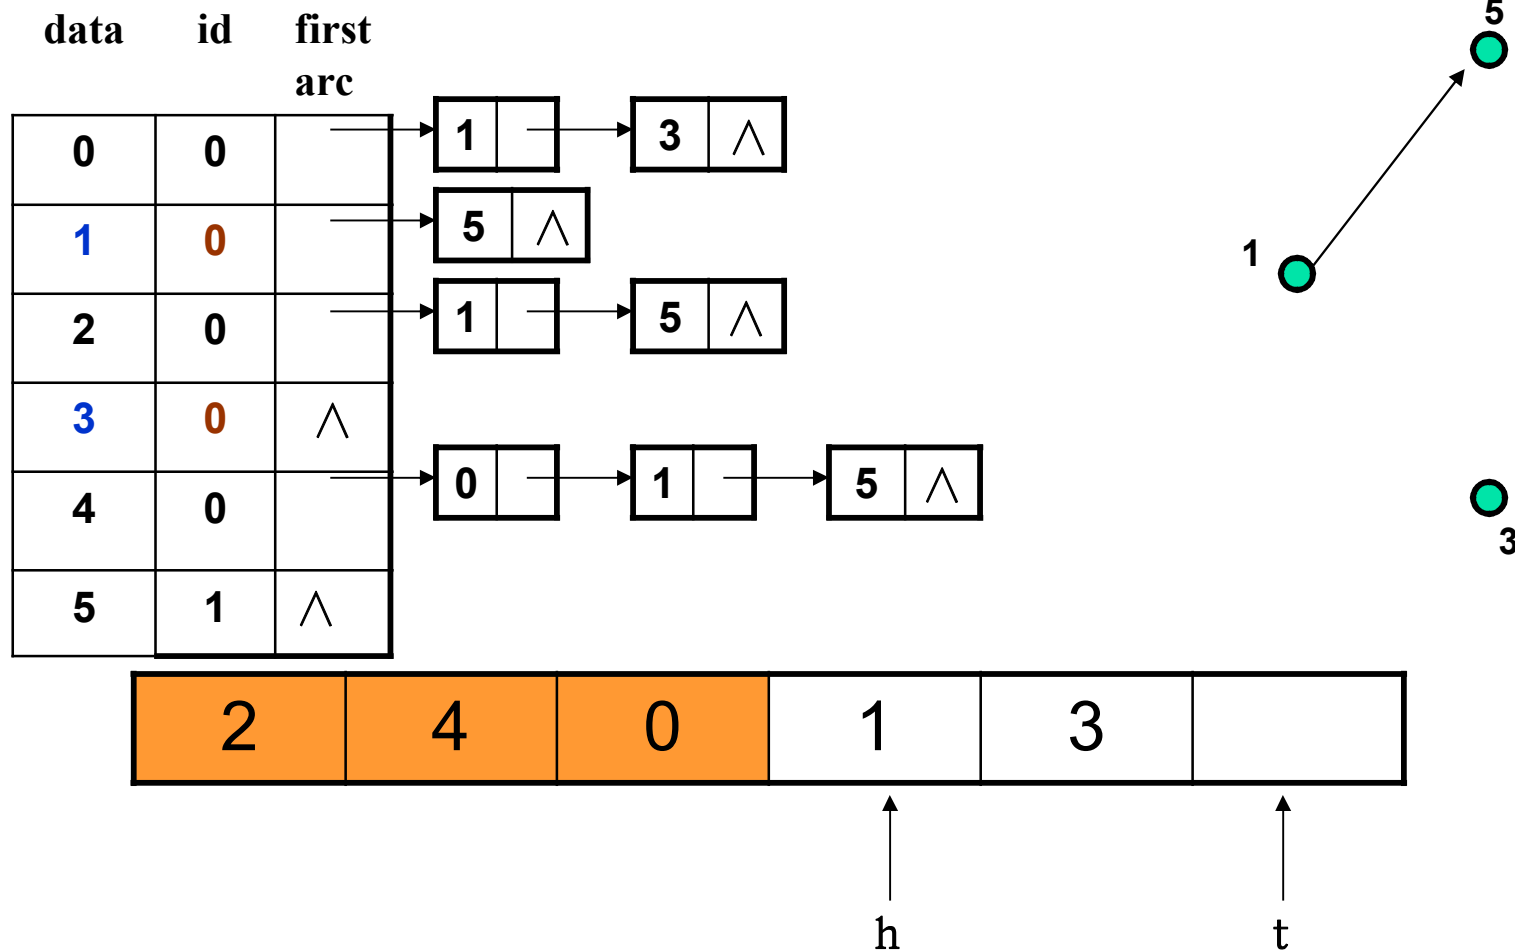 data id first
arc
0 0 1 3 ∧
1 0 5 ∧
2 0 1 5 ∧
3 0 ∧
4 0 0 1 5 ∧
5 1 ∧
2 4 0 1 3
h t
5
1
3